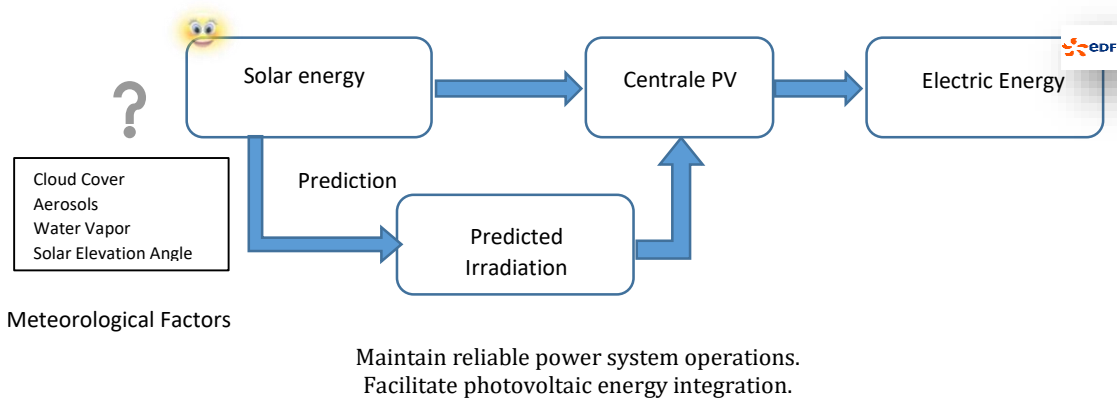 Solar energy
Centrale PV
Electric Energy
eDF
?
Cloud Cover
Aerosols
Water Vapor
Solar Elevation Angle
Prediction
Predicted
Irradiation
Meteorological Factors
Maintain reliable power system operations.
Facilitate photovoltaic energy integration.